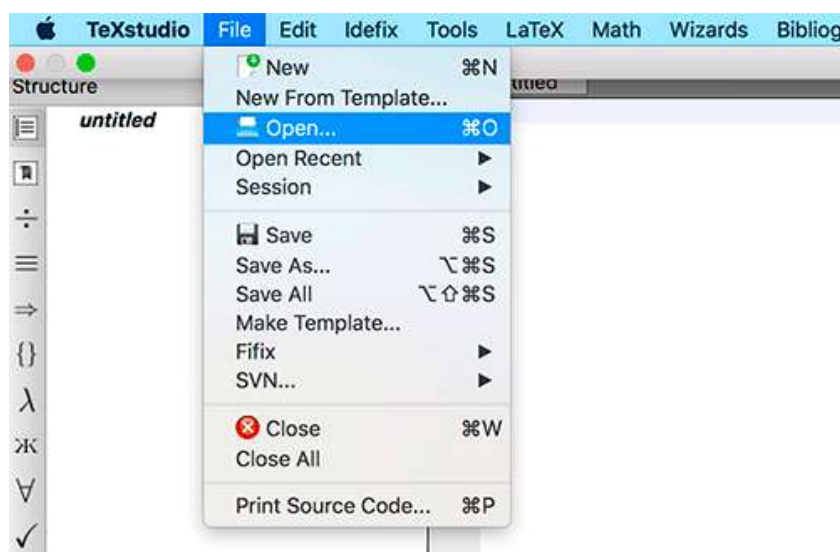 TeXstudio File Edit Idefix Tools LaTeX Math Wizards Bibliog
Structure
untitled
New ⌘N
New From Template...
Open... ⌘O
Open Recent ▶
Session ▶
Save ⌘S
Save As... ⌥⌘S
Save All ⌥⇧⌘S
Make Template...
Fifix ▶
SVN... ▶
Close ⌘W
Close All
Print Source Code... ⌘P
÷
⇒
{}
λ
ж
∀
✓